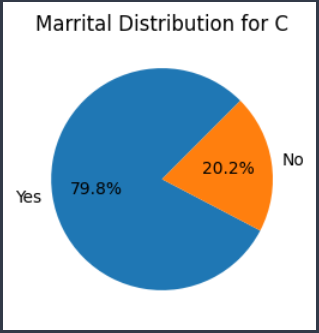 Marrital Distribution for C
No
20.2%
79.8%
Yes